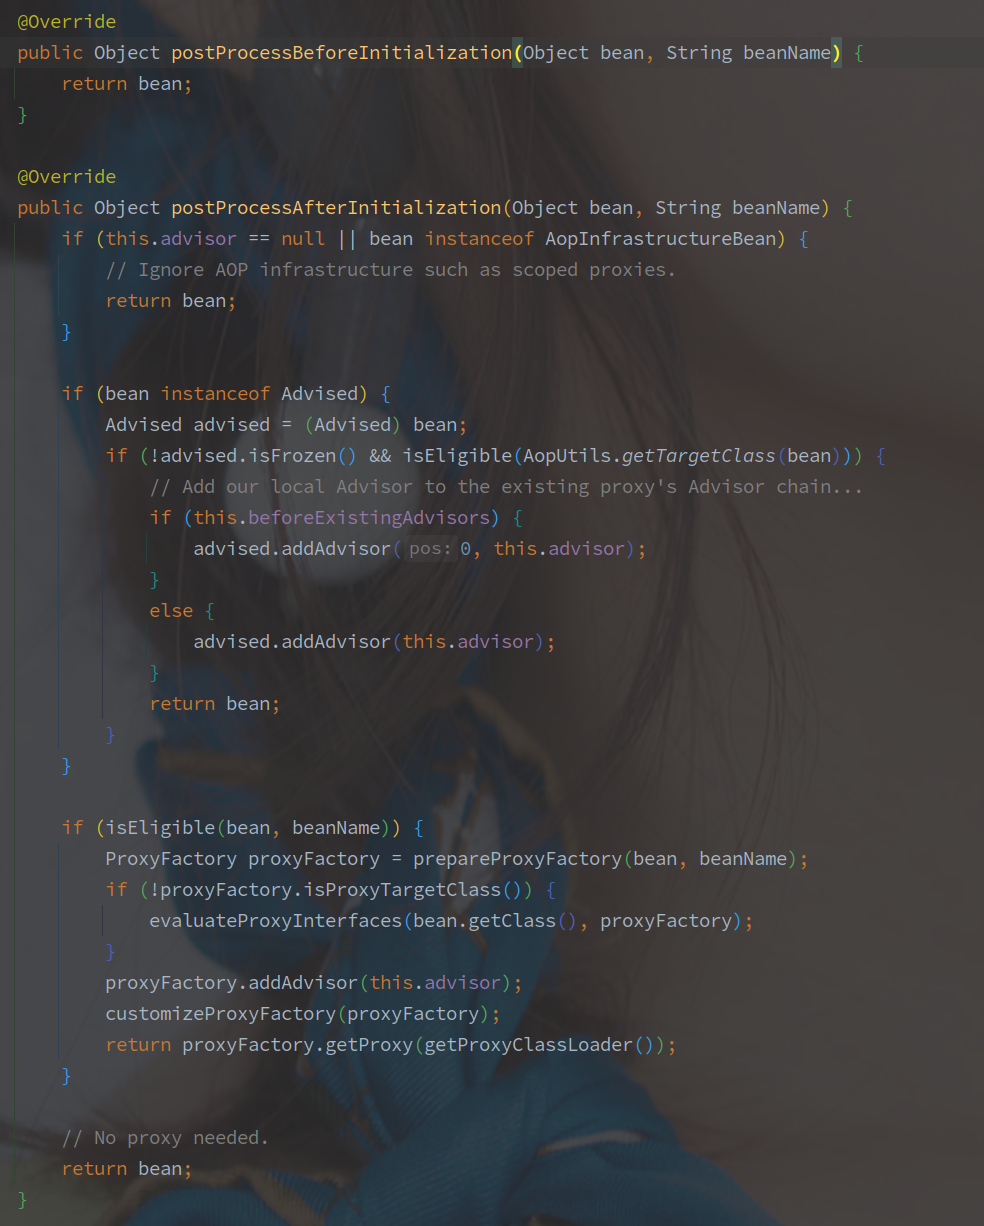 @Override
public Object postProcessBeforeInitialization(Object bean, String beanName) {
    return bean;
}

@Override
public Object postProcessAfterInitialization(Object bean, String beanName) {
    if (this.advisor == null || bean instanceof AopInfrastructureBean) {
        // Ignore AOP infrastructure such as scoped proxies.
        return bean;
    }

    if (bean instanceof Advised) {
        Advised advised = (Advised) bean;
        if (!advised.isFrozen() && isEligible(AopUtils.getTargetClass(bean))) {
            // Add our local Advisor to the existing proxy's Advisor chain...
            if (this.beforeExistingAdvisors) {
                advised.addAdvisor( pos: 0, this.advisor);
            }
            else {
                advised.addAdvisor(this.advisor);
            }
            return bean;
        }
    }

    if (isEligible(bean, beanName)) {
        ProxyFactory proxyFactory = prepareProxyFactory(bean, beanName);
        if (!proxyFactory.isProxyTargetClass()) {
            evaluateProxyInterfaces(bean.getClass(), proxyFactory);
        }
        proxyFactory.addAdvisor(this.advisor);
        customizeProxyFactory(proxyFactory);
        return proxyFactory.getProxy(getProxyClassLoader());
    }

    // No proxy needed.
    return bean;
}